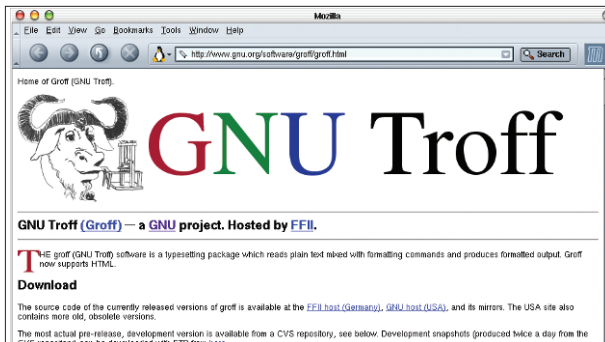 Mozilla
File Edit View Go Bookmarks Tools Window Help
http://www.gnu.org/software/groff/groff.html Search
Home of Groff (GNU Troff).
GNU Troff
GNU Troff (Groff) — a GNU project. Hosted by FFII.
THE groff (GNU Troff) software is a typesetting package which reads plain text mixed with formatting commands and produces formatted output. Groff
now supports HTML.
Download
The source code of the currently released versions of groff is available at the FFII host (Germany), GNU host (USA), and its mirrors. The USA site also
contains more old, obsolete versions.
The most actual pre-release, development version is available from a CVS repository, see below. Development snapshots (produced twice a day from the